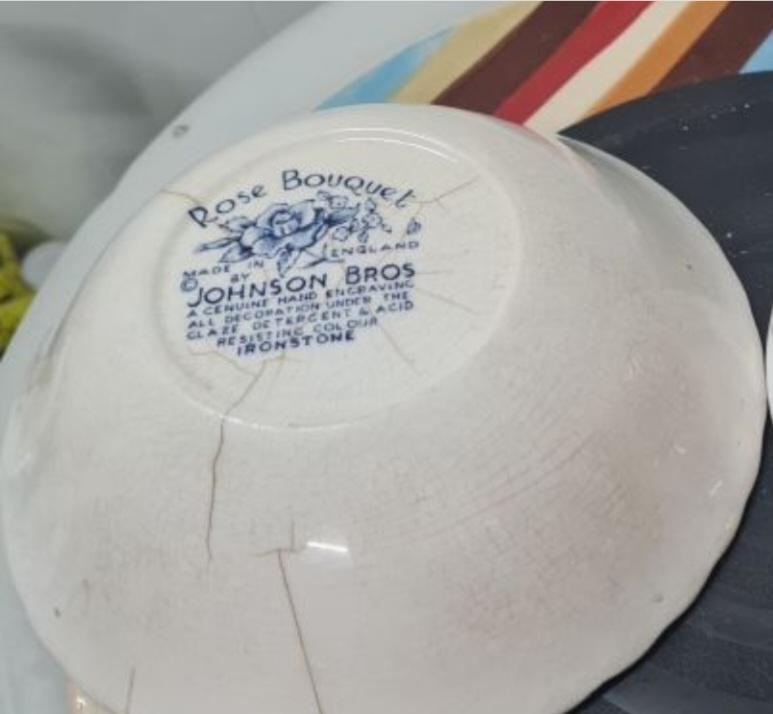 Rose Bouquet
MADE IN ENGLAND
© BY
JOHNSON BROS
A GENUINE HAND ENGRAVING
ALL DECORATION UNDER THE
GLAZE DETERGENT & ACID
RESISTING COLOUR
IRONSTONE